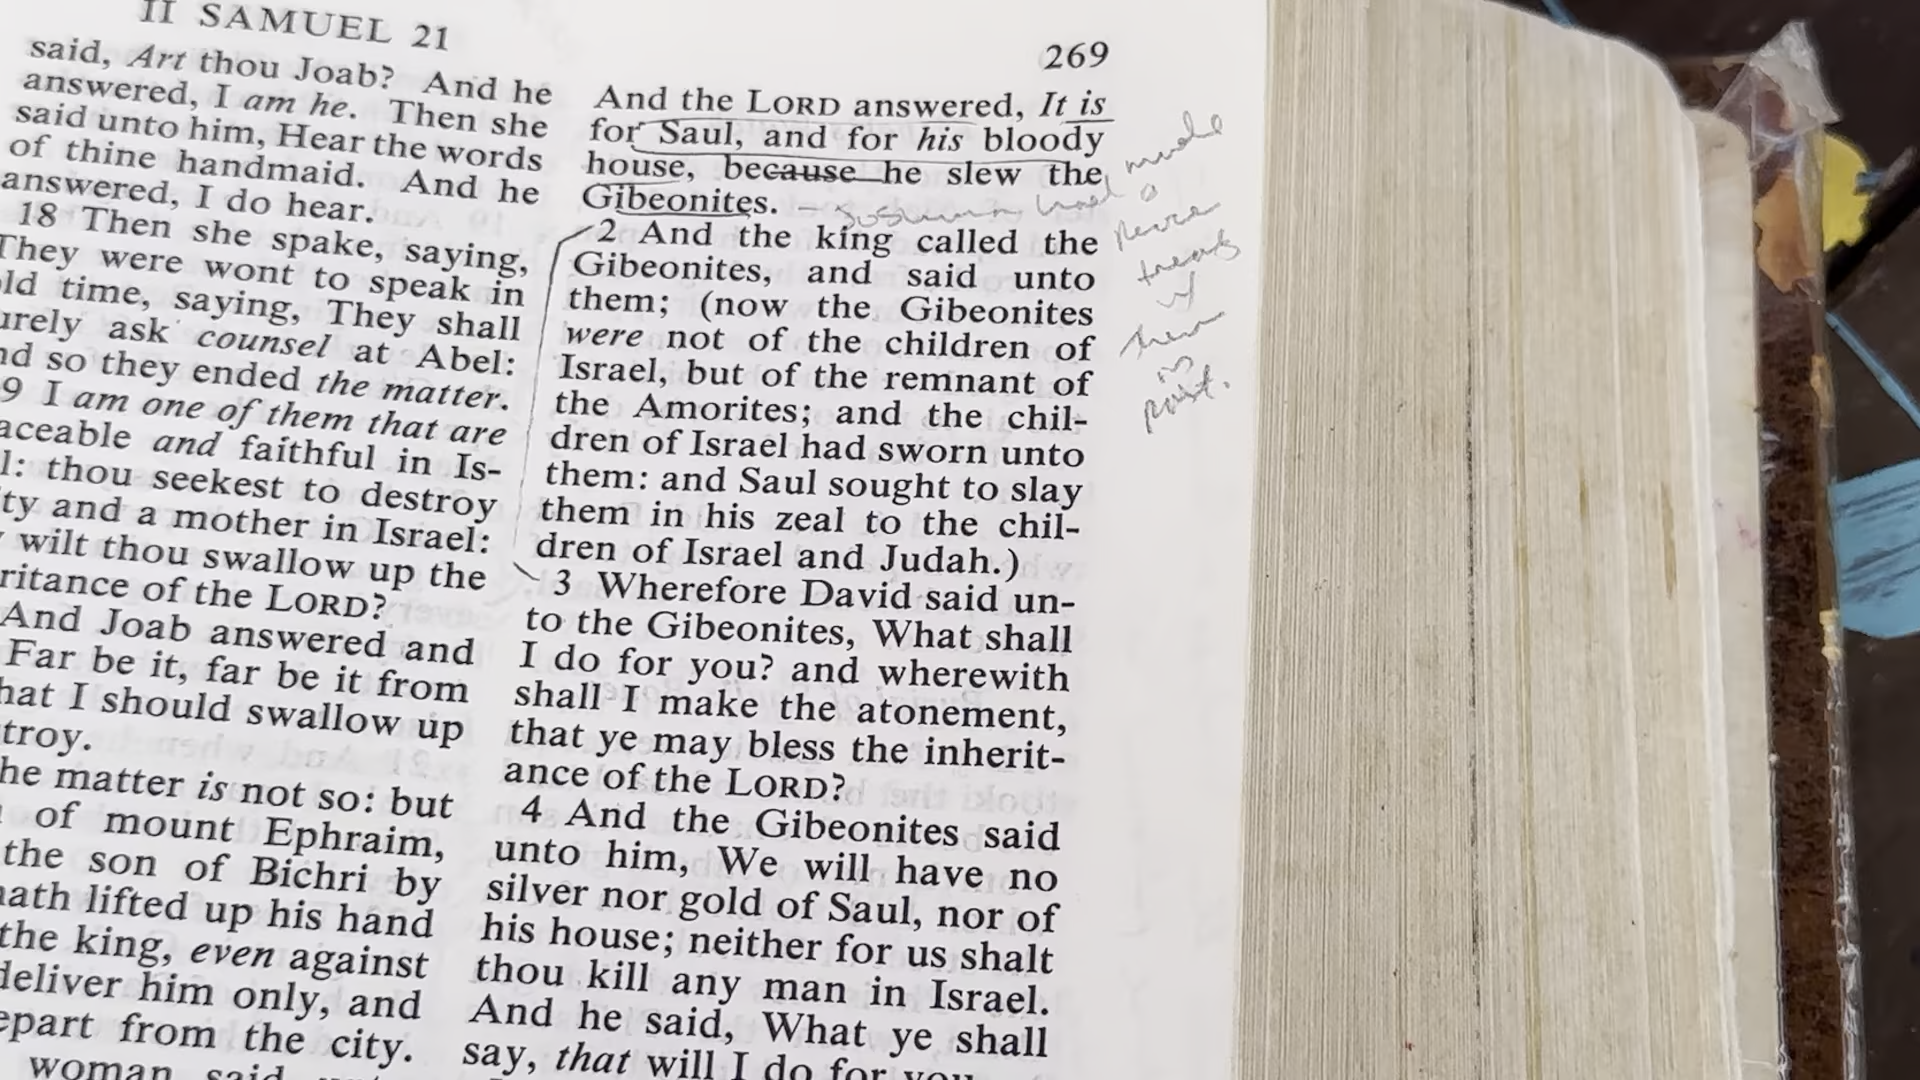 II SAMUEL 21
269
said, Art thou Joab? And he
answered, I am he. Then she
said unto him, Hear the words
of thine handmaid. And he
answered, I do hear.
18 Then she spake, saying,
They were wont to speak in
ld time, saying, They shall
urely ask counsel at Abel:
nd so they ended the matter.
9 I am one of them that are
aceable and faithful in Is-
l: thou seekest to destroy
ty and a mother in Israel:
wilt thou swallow up the
ritance of the LORD?
And Joab answered and
Far be it, far be it from
hat I should swallow up
troy.
he matter is not so: but
of mount Ephraim,
the son of Bichri by
ath lifted up his hand
the king, even against
deliver him only, and
epart from the city.
woman said
And the LORD answered, It is
for Saul, and for his bloody
house, because he slew the
Gibeonites.
2 And the king called the
Gibeonites, and said unto
them; (now the Gibeonites
were not of the children of
Israel, but of the remnant of
the Amorites; and the chil-
dren of Israel had sworn unto
them: and Saul sought to slay
them in his zeal to the chil-
dren of Israel and Judah.)
3 Wherefore David said un-
to the Gibeonites, What shall
I do for you? and wherewith
shall I make the atonement,
that ye may bless the inherit-
ance of the LORD?
4 And the Gibeonites said
unto him, We will have no
silver nor gold of Saul, nor of
his house; neither for us shalt
thou kill any man in Israel.
And he said, What ye shall
say, that will I do for you
had made
a
peace
treaty
w/
them
in
past.